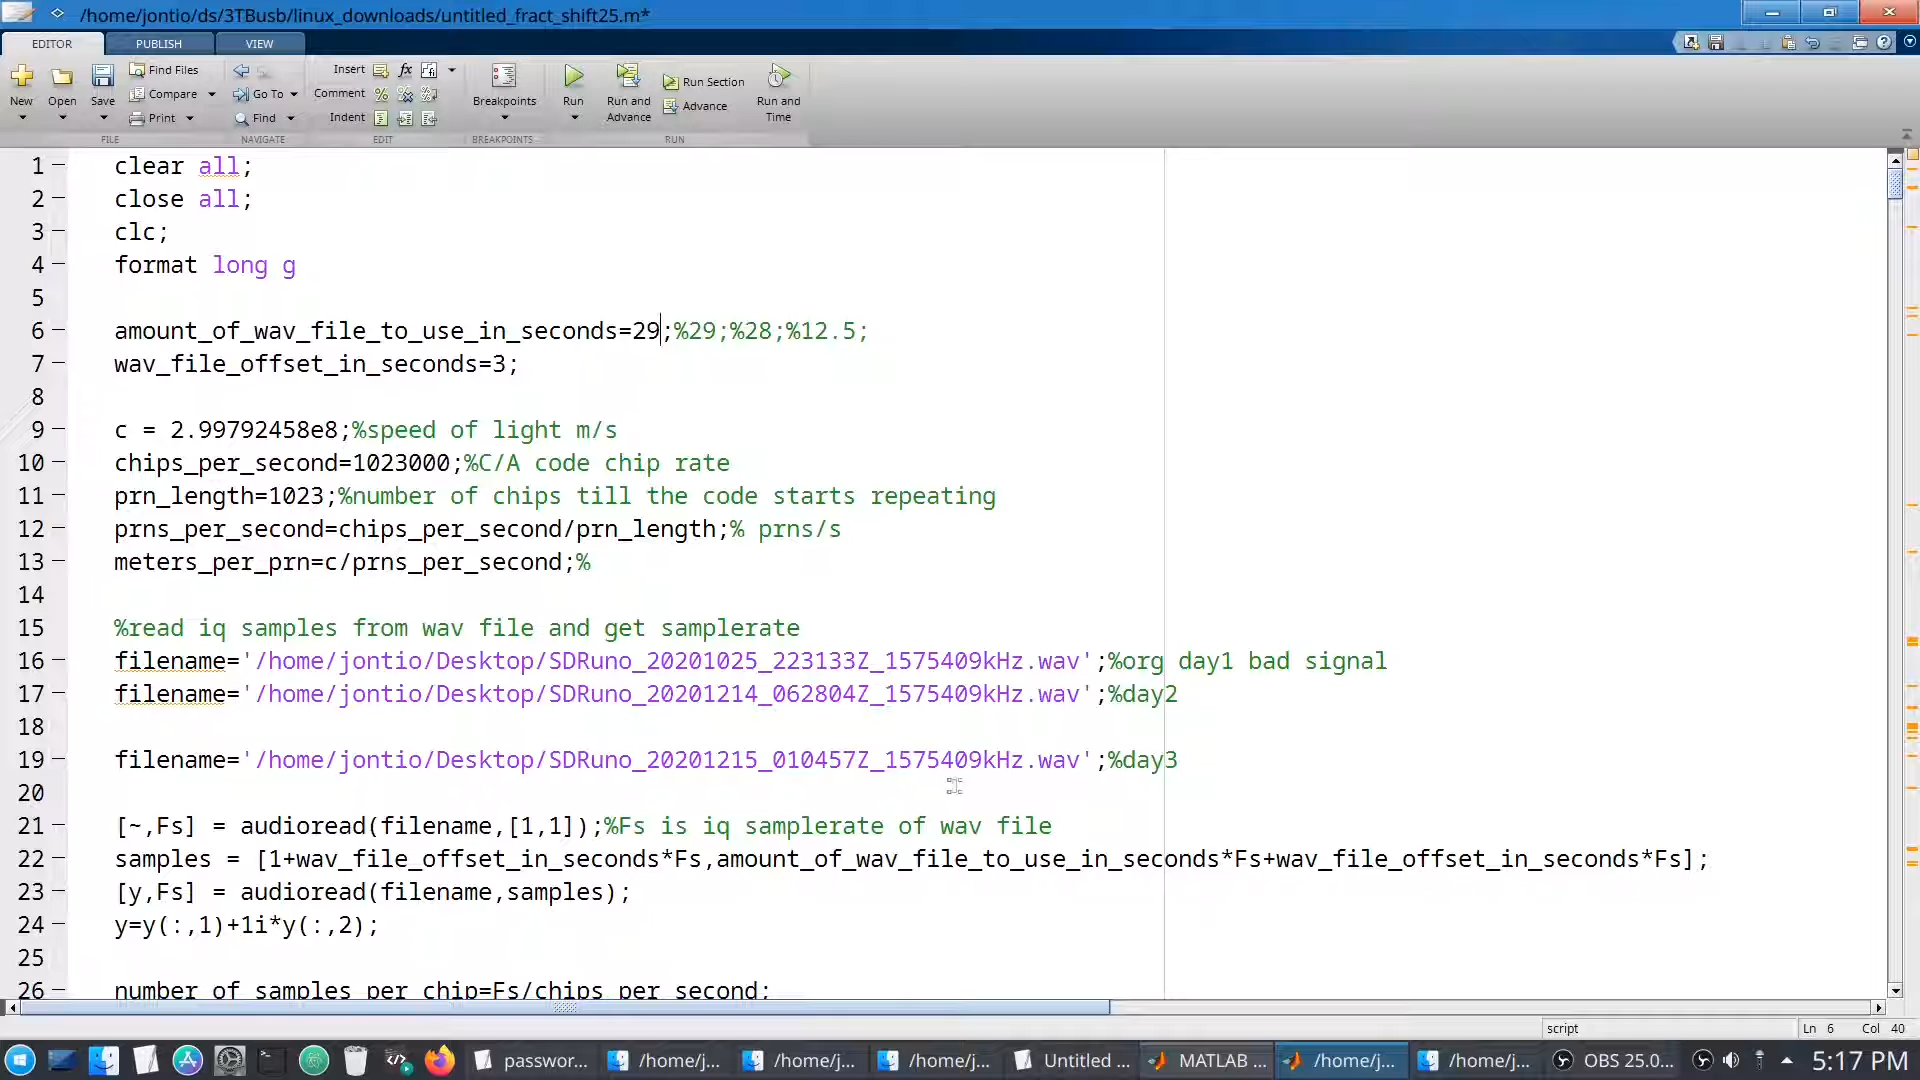 /home/jontio/ds/3TBusb/linux_downloads/untitled_fract_shift25.m*
EDITOR
PUBLISH
VIEW
New
Open
Save
Find Files
Compare
Print
FILE
Go To
Find
NAVIGATE
Insert
fx
Comment
Indent
EDIT
Breakpoints
BREAKPOINTS
Run
Run and Advance
Run Section
Advance
Run and Time
RUN
1 clear all;
2 close all;
3 clc;
4 format long g
5
6 amount_of_wav_file_to_use_in_seconds=29;%29;%28;%12.5;
7 wav_file_offset_in_seconds=3;
8
9 c = 2.99792458e8;%speed of light m/s
10 chips_per_second=1023000;%C/A code chip rate
11 prn_length=1023;%number of chips till the code starts repeating
12 prns_per_second=chips_per_second/prn_length;% prns/s
13 meters_per_prn=c/prns_per_second;%
14
15 %read iq samples from wav file and get samplerate
16 filename='/home/jontio/Desktop/SDRuno_20201025_223133Z_1575409kHz.wav';%org day1 bad signal
17 filename='/home/jontio/Desktop/SDRuno_20201214_062804Z_1575409kHz.wav';%day2
18
19 filename='/home/jontio/Desktop/SDRuno_20201215_010457Z_1575409kHz.wav';%day3
20
21 [~,Fs] = audioread(filename,[1,1]);%Fs is iq samplerate of wav file
22 samples = [1+wav_file_offset_in_seconds*Fs,amount_of_wav_file_to_use_in_seconds*Fs+wav_file_offset_in_seconds*Fs];
23 [y,Fs] = audioread(filename,samples);
24 y=y(:,1)+1i*y(:,2);
25
26 number_of_samples_per_chip=Fs/chips_per_second;
script
Ln 6 Col 40
passwor...
/home/j...
/home/j...
/home/j...
Untitled ...
MATLAB ...
/home/j...
/home/j...
OBS 25.0...
5:17 PM